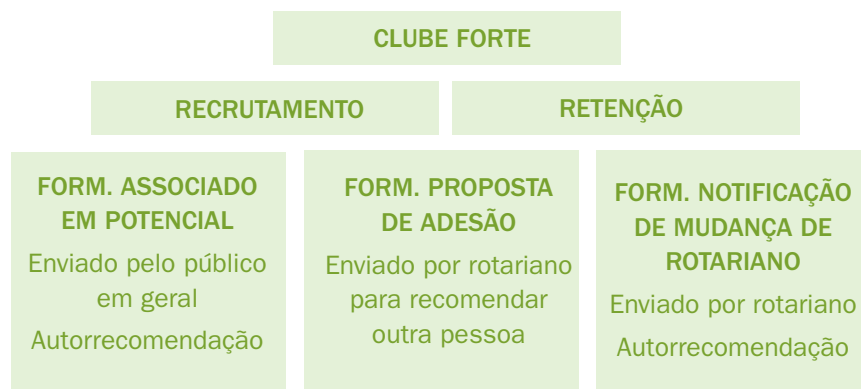 CLUBE FORTE
RECRUTAMENTO
RETENÇÃO
FORM. ASSOCIADO
EM POTENCIAL
Enviado pelo público
em geral
Autorrecomendação
FORM. PROPOSTA
DE ADESÃO
Enviado por rotariano
para recomendar
outra pessoa
FORM. NOTIFICAÇÃO
DE MUDANÇA DE
ROTARIANO
Enviado por rotariano
Autorrecomendação